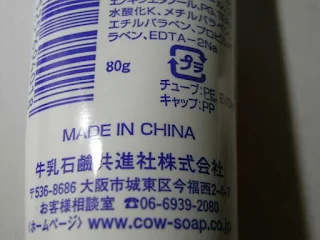 水酸化K、メチルパラベン
エチルパラベン、プロピル
ラベン、EDTA-2Na
80g
プラ
チューブ:PE,
キャップ:PP
MADE IN CHINA
牛乳石鹼共進社株式会社
〒536-8686 大阪市城東区今福西2-4-7
お客様相談室 ☎06-6939-2080
〈ホームページ〉www.cow-soap.co.jp